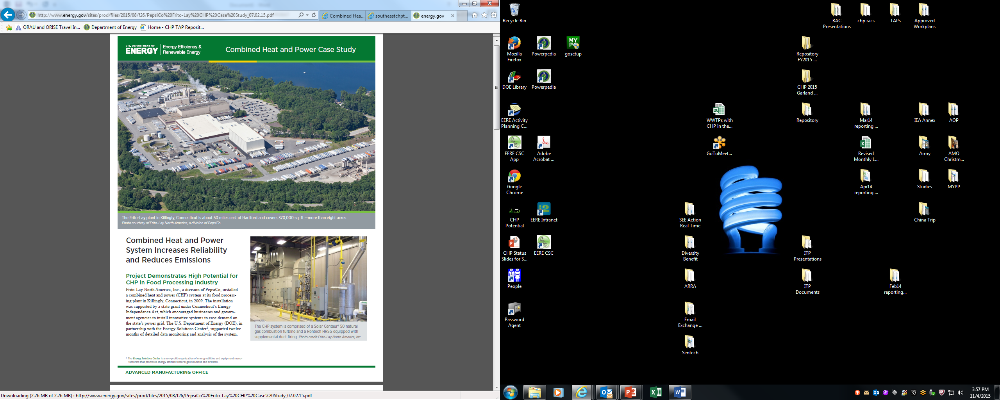 http://www.energy.gov/sites/prod/files/2015/08/f26/PepsiCo%20Frito-Lay%20CHP%20Case%20Study_07.02.15.pdf
Combined Hea...
southeastchpt...
energy.gov
ORAU and ORISE Travel In...
Department of Energy
Home - CHP TAP Reposit...
U.S. DEPARTMENT OF
ENERGY
Energy Efficiency &
Renewable Energy
Combined Heat and Power Case Study
The Frito-Lay plant in Killingly, Connecticut is about 50 miles east of Hartford and covers 370,000 sq. ft.—more than eight acres.
Photo courtesy of Frito-Lay North America, a division of PepsiCo
Combined Heat and Power
System Increases Reliability
and Reduces Emissions
Project Demonstrates High Potential for
CHP in Food Processing Industry
Frito-Lay North America, Inc., a division of PepsiCo, installed
a combined heat and power (CHP) system at its food process-
ing plant in Killingly, Connecticut, in 2009. The installation
was supported by a state grant under Connecticut's Energy
Independence Act, which encouraged businesses and govern-
ment agencies to install innovative systems to ease demand on
the state's power grid. The U.S. Department of Energy (DOE), in
partnership with the Energy Solutions Center¹, supported twelve
months of detailed data monitoring and analysis of the system.
The CHP system is comprised of a Solar Centaur® 50 natural
gas combustion turbine and a Rentech HRSG equipped with
supplemental duct firing. Photo credit Frito-Lay North America, Inc.
¹ The Energy Solutions Center is a non-profit organization of energy utilities and equipment manu-
facturers that promotes energy efficient natural gas solutions and systems.
ADVANCED MANUFACTURING OFFICE
Downloading (2.76 MB of 2.76 MB) : http://www.energy.gov/sites/prod/files/2015/08/f26/PepsiCo%20Frito-Lay%20CHP%20Case%20Study_07.02.15.pdf
Recycle Bin
RAC
Presentations
chp racs
TAPs
Approved
Workplans
Mozilla
Firefox
Powerpedia
MY
PC
gosetup
Repository
FY2015 ...
DOE Library
Powerpedia
CHP 2015
Garland ...
EERE Activity
Planning C...
WWTPs with
CHP in the...
Repository
Mar14
reporting ...
IEA Annex
AOP
EERE CSC
App
Adobe
Acrobat ...
GoToMeet...
Revised
Monthly L...
Army
AMO
Christm...
Google
Chrome
Apr14
reporting ...
Studies
MYPP
CHP
Potential
EERE Intranet
SEE Action
Real Time
China Trip
CHP Status
Slides for S...
EERE CSC
Diversity
Benefit
ITP
Presentations
People
ARRA
ITP
Documents
Feb14
reporting...
Password
Agent
Email
Exchange ...
Sentech
3:57 PM
11/4/2015